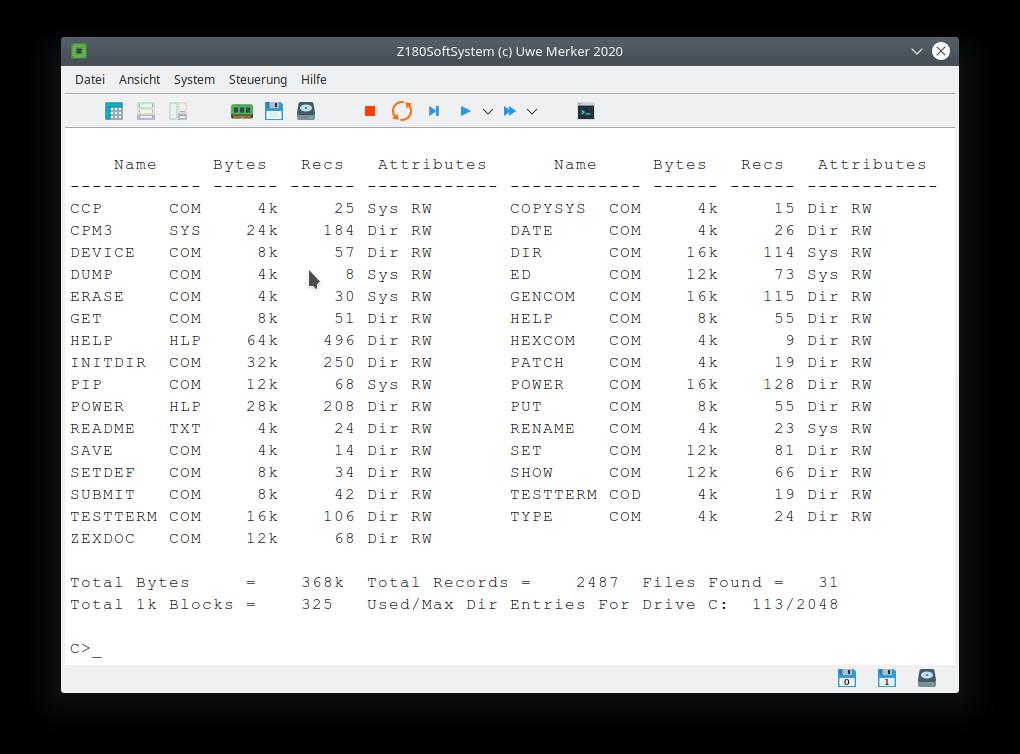 Z180SoftSystem (c) Uwe Merker 2020
Datei Ansicht System Steuerung Hilfe
    Name     Bytes   Recs   Attributes      Name     Bytes   Recs   Attributes
------------ ------ ------ ------------ ------------ ------ ------ ------------
CCP      COM     4k     25 Sys RW       COPYSYS  COM     4k     15 Dir RW
CPM3     SYS    24k    184 Dir RW       DATE     COM     4k     26 Dir RW
DEVICE   COM     8k     57 Dir RW       DIR      COM    16k    114 Sys RW
DUMP     COM     4k      8 Sys RW       ED       COM    12k     73 Sys RW
ERASE    COM     4k     30 Sys RW       GENCOM   COM    16k    115 Dir RW
GET      COM     8k     51 Dir RW       HELP     COM     8k     55 Dir RW
HELP     HLP    64k    496 Dir RW       HEXCOM   COM     4k      9 Dir RW
INITDIR  COM    32k    250 Dir RW       PATCH    COM     4k     19 Dir RW
PIP      COM    12k     68 Sys RW       POWER    COM    16k    128 Dir RW
POWER    HLP    28k    208 Dir RW       PUT      COM     8k     55 Dir RW
README   TXT     4k     24 Dir RW       RENAME   COM     4k     23 Sys RW
SAVE     COM     4k     14 Dir RW       SET      COM    12k     81 Dir RW
SETDEF   COM     8k     34 Dir RW       SHOW     COM    12k     66 Dir RW
SUBMIT   COM     8k     42 Dir RW       TESTTERM COD     4k     19 Dir RW
TESTTERM COM    16k    106 Dir RW       TYPE     COM     4k     24 Dir RW
ZEXDOC   COM    12k     68 Dir RW
Total Bytes     =    368k  Total Records =    2487  Files Found =   31
Total 1k Blocks =    325   Used/Max Dir Entries For Drive C:  113/2048
C>_
0 1